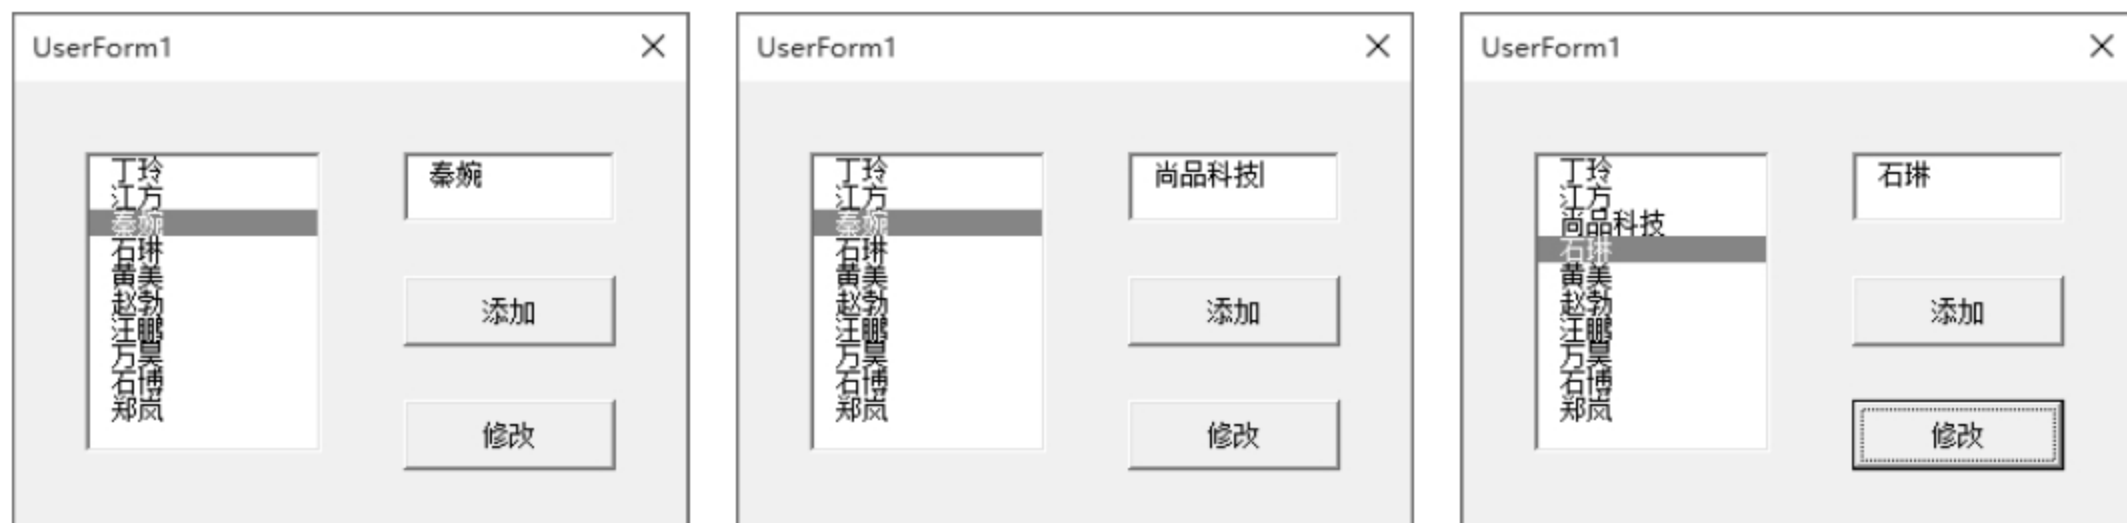 UserForm1
丁玲
江方
秦婉
石琳
黄美
赵勃
汪鹏
万昊
石博
郑岚
秦婉
添加
修改
UserForm1
丁玲
江方
秦婉
石琳
黄美
赵勃
汪鹏
万昊
石博
郑岚
尚品科技
添加
修改
UserForm1
丁玲
江方
尚品科技
石琳
黄美
赵勃
汪鹏
万昊
石博
郑岚
石琳
添加
修改